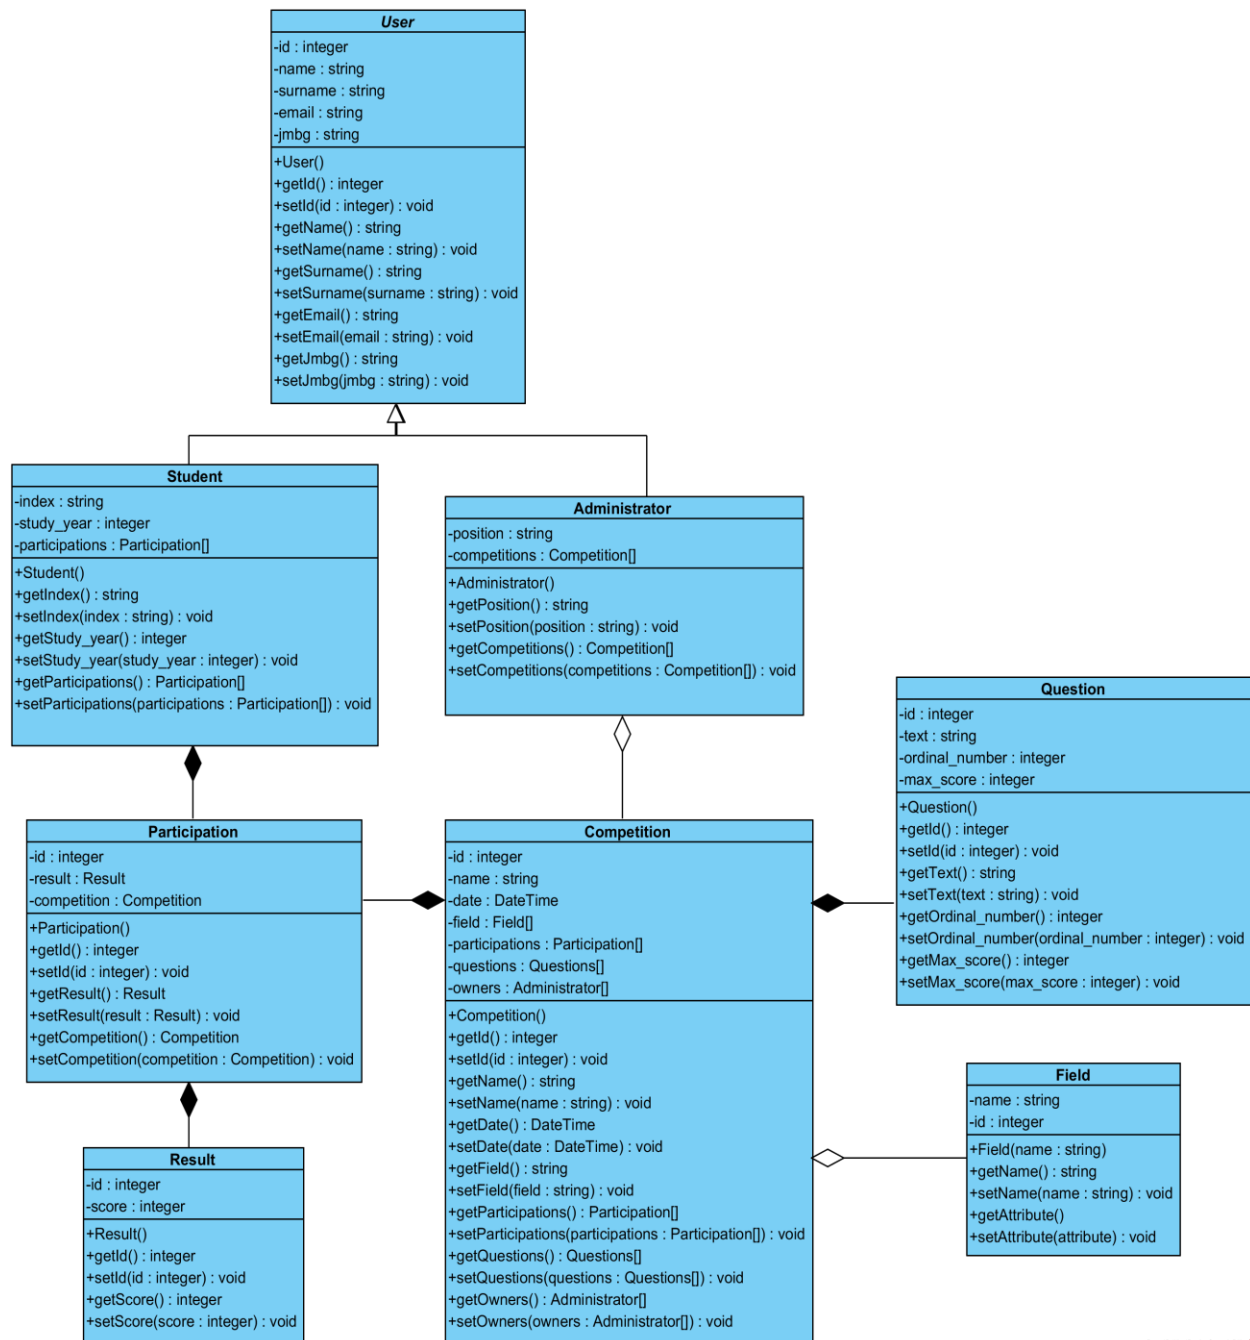 User
-id : integer
-name : string
-surname : string
-email : string
-jmbg : string
+User()
+getId() : integer
+setId(id : integer) : void
+getName() : string
+setName(name : string) : void
+getSurname() : string
+setSurname(surname : string) : void
+getEmail() : string
+setEmail(email : string) : void
+getJmbg() : string
+setJmbg(jmbg : string) : void
Student
-index : string
-study_year : integer
-participations : Participation[]
+Student()
+getIndex() : string
+setIndex(index : string) : void
+getStudy_year() : integer
+setStudy_year(study_year : integer) : void
+getParticipations() : Participation[]
+setParticipations(participations : Participation[]) : void
Administrator
-position : string
-competitions : Competition[]
+Administrator()
+getPosition() : string
+setPosition(position : string) : void
+getCompetitions() : Competition[]
+setCompetitions(competitions : Competition[]) : void
Question
-id : integer
-text : string
-ordinal_number : integer
-max_score : integer
+Question()
+getId() : integer
+setId(id : integer) : void
+getText() : string
+setText(text : string) : void
+getOrdinal_number() : integer
+setOrdinal_number(ordinal_number : integer) : void
+getMax_score() : integer
+setMax_score(max_score : integer) : void
Participation
-id : integer
-result : Result
-competition : Competition
+Participation()
+getId() : integer
+setId(id : integer) : void
+getResult() : Result
+setResult(result : Result) : void
+getCompetition() : Competition
+setCompetition(competition : Competition) : void
Competition
-id : integer
-name : string
-date : DateTime
-field : Field[]
-participations : Participation[]
-questions : Questions[]
-owners : Administrator[]
+Competition()
+getId() : integer
+setId(id : integer) : void
+getName() : string
+setName(name : string) : void
+getDate() : DateTime
+setDate(date : DateTime) : void
+getField() : string
+setField(field : string) : void
+getParticipations() : Participation[]
+setParticipations(participations : Participation[]) : void
+getQuestions() : Questions[]
+setQuestions(questions : Questions[]) : void
+getOwners() : Administrator[]
+setOwners(owners : Administrator[]) : void
Field
-name : string
-id : integer
+Field(name : string)
+getName() : string
+setName(name : string) : void
+getAttribute()
+setAttribute(attribute) : void
Result
-id : integer
-score : integer
+Result()
+getId() : integer
+setId(id : integer) : void
+getScore() : integer
+setScore(score : integer) : void